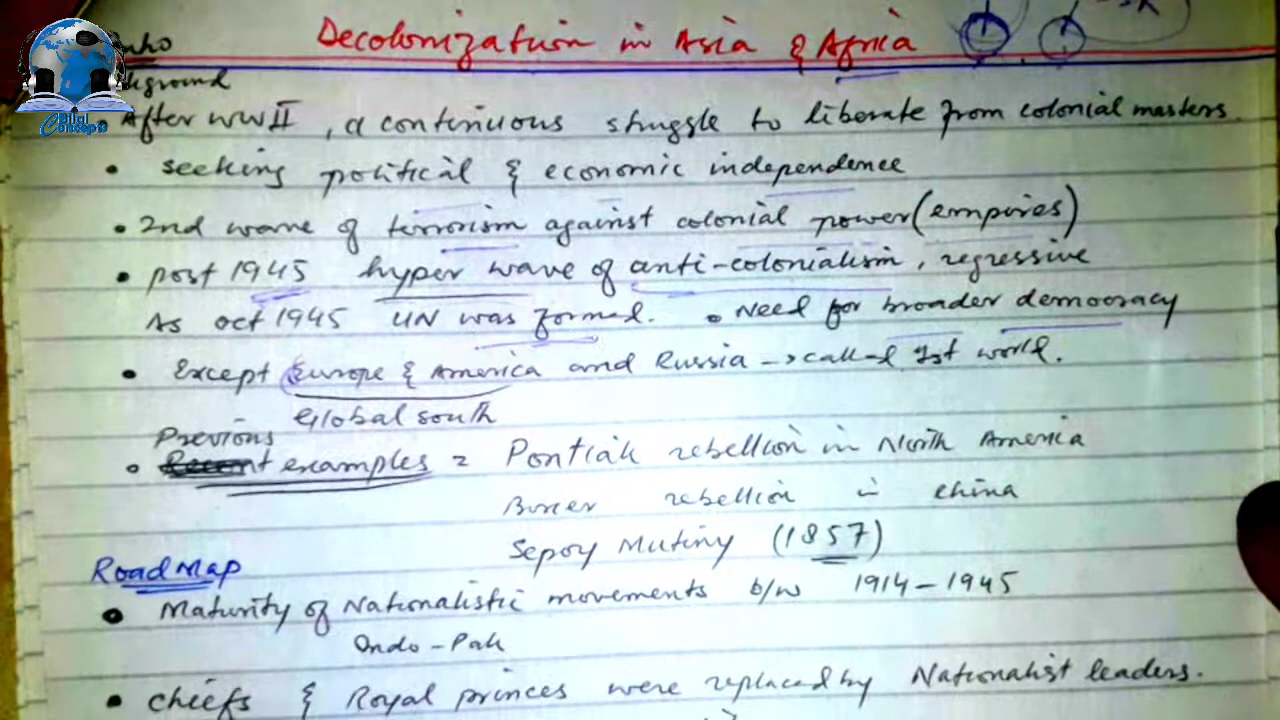 Decolonization in Asia & Africa
Bilal Concepts
• After WWII, a continuous struggle to liberate from colonial masters.
• seeking political & economic independence
• 2nd wave of terrorism against colonial power (empires)
• post 1945 hyper wave of anti-colonialism, regressive
As oct 1945 UN was formed. • Need for broader democracy
• Except Europe & America and Russia → called 1st world.
Global south
Previous
• examples = Pontiak rebellion in North America
Boxer rebellion in china
Sepoy Mutiny (1857)
Road Map
• Maturity of Nationalistic movements b/w 1914-1945
Indo-Pak
• chiefs & Royal princes were replaced by Nationalist leaders.